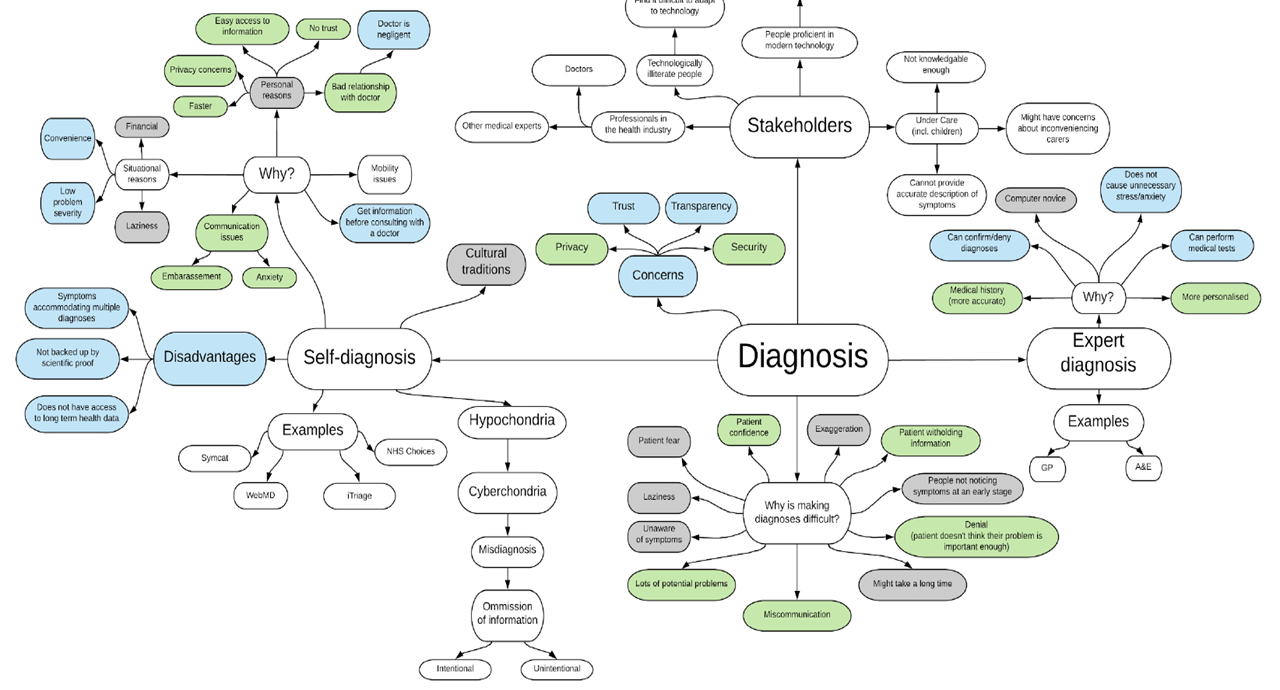 Find it difficult to adapt
to technology
People proficient in
modern technology
Easy access to
information
No trust
Doctor is
negligent
Privacy concerns
Personal
reasons
Bad relationship
with doctor
Faster
Doctors
Technologically
illiterate people
Not knowledgable
enough
Other medical experts
Professionals in
the health industry
Stakeholders
Under Care
(incl. children)
Might have concerns
about inconveniencing
carers
Cannot provide
accurate description of
symptoms
Convenience
Financial
Situational
reasons
Low
problem
severity
Laziness
Why?
Mobility
issues
Get information
before consulting with
a doctor
Communication
issues
Embarassement
Anxiety
Trust
Transparency
Privacy
Security
Concerns
Cultural
traditions
Computer novice
Does not
cause unnecessary
stress/anxiety
Can confirm/deny
diagnoses
Can perform
medical tests
Medical history
(more accurate)
Why?
More personalised
Symptoms
accommodating multiple
diagnoses
Not backed up by
scientific proof
Does not have access
to long term health data
Disadvantages
Self-diagnosis
Diagnosis
Expert
diagnosis
Examples
Symcat
WebMD
iTriage
NHS Choices
Hypochondria
Cyberchondria
Misdiagnosis
Ommission
of information
Intentional
Unintentional
Examples
GP
A&E
Patient fear
Patient
confidence
Exaggeration
Patient witholding
information
Laziness
Why is making
diagnoses difficult?
People not noticing
symptoms at an early stage
Unaware
of symptoms
Denial
(patient doesn't think their problem is
important enough)
Lots of potential problems
Might take a long time
Miscommunication